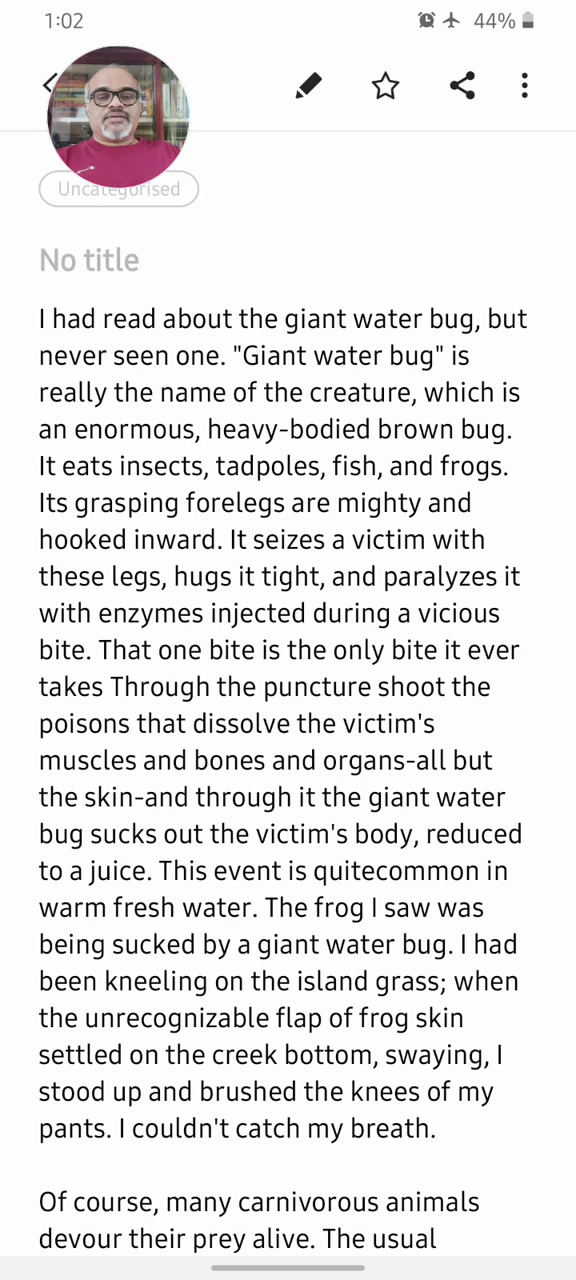 1:02
44%
Uncategorised
No title
I had read about the giant water bug, but
never seen one. "Giant water bug" is
really the name of the creature, which is
an enormous, heavy-bodied brown bug.
It eats insects, tadpoles, fish, and frogs.
Its grasping forelegs are mighty and
hooked inward. It seizes a victim with
these legs, hugs it tight, and paralyzes it
with enzymes injected during a vicious
bite. That one bite is the only bite it ever
takes Through the puncture shoot the
poisons that dissolve the victim's
muscles and bones and organs-all but
the skin-and through it the giant water
bug sucks out the victim's body, reduced
to a juice. This event is quitecommon in
warm fresh water. The frog I saw was
being sucked by a giant water bug. I had
been kneeling on the island grass; when
the unrecognizable flap of frog skin
settled on the creek bottom, swaying, I
stood up and brushed the knees of my
pants. I couldn't catch my breath.
Of course, many carnivorous animals
devour their prey alive. The usual